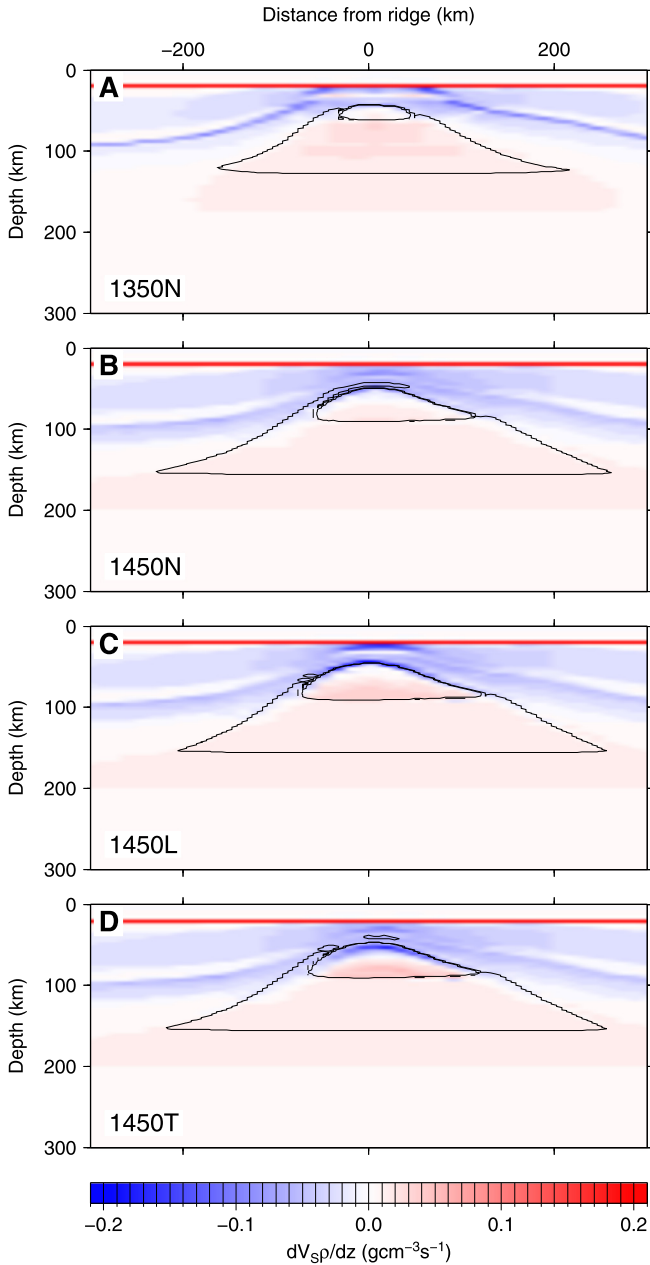 Distance from ridge (km)
−200 0 200
0
A
100
Depth (km)
200
1350N
300
0
B
100
Depth (km)
200
1450N
300
0
C
100
Depth (km)
200
1450L
300
0
D
100
Depth (km)
200
1450T
300
−0.2 −0.1 0.0 0.1 0.2
dVSρ/dz (gcm−3s−1)